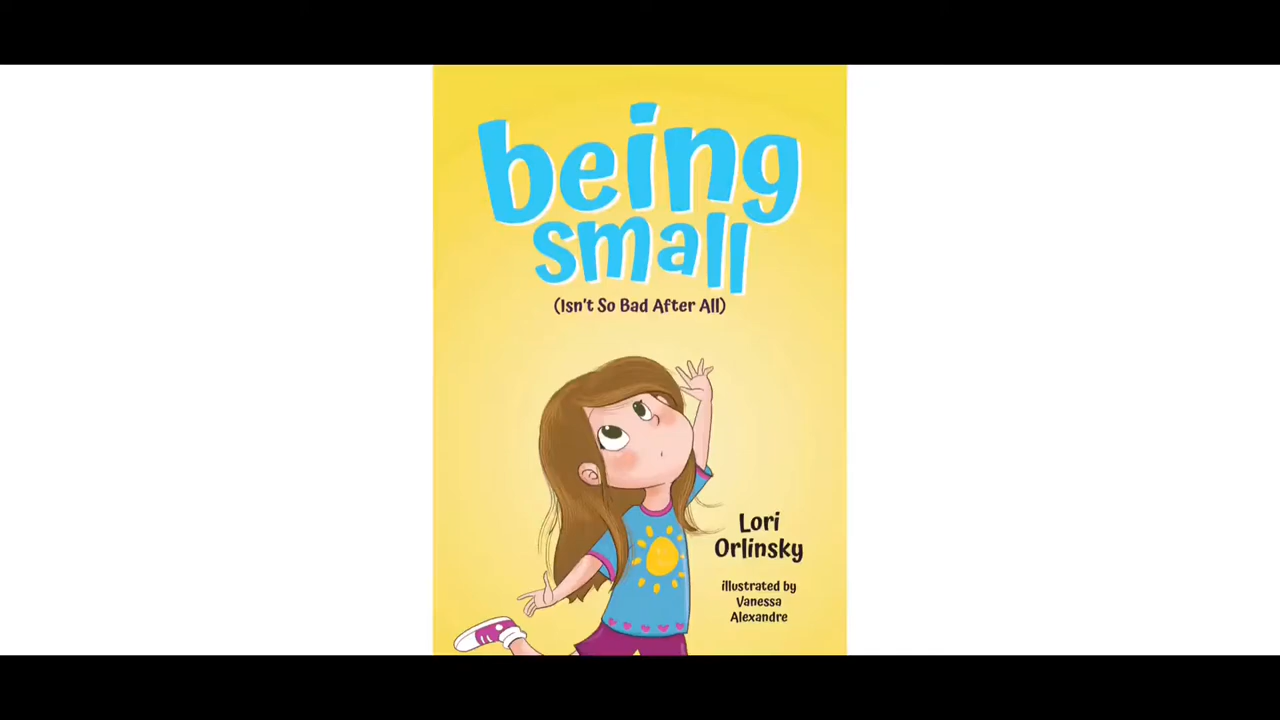 being
small
(Isn't So Bad After All)
Lori
Orlinsky
illustrated by
Vanessa
Alexandre